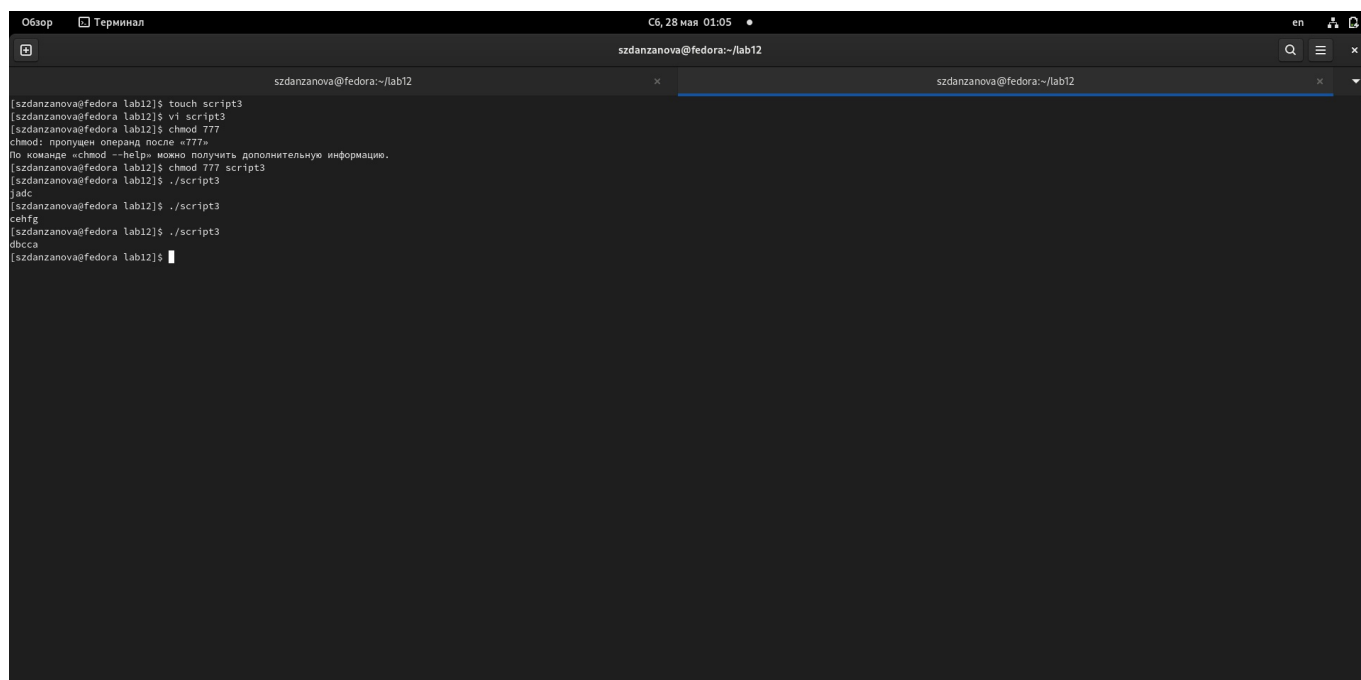 Обзор Терминал Сб, 28 мая 01:05 en
szdanzanova@fedora:~/lab12
szdanzanova@fedora:~/lab12 szdanzanova@fedora:~/lab12
[szdanzanova@fedora lab12]$ touch script3
[szdanzanova@fedora lab12]$ vi script3
[szdanzanova@fedora lab12]$ chmod 777
chmod: пропущен операнд после «777»
По команде «chmod --help» можно получить дополнительную информацию.
[szdanzanova@fedora lab12]$ chmod 777 script3
[szdanzanova@fedora lab12]$ ./script3
jadc
[szdanzanova@fedora lab12]$ ./script3
cehfg
[szdanzanova@fedora lab12]$ ./script3
dbcca
[szdanzanova@fedora lab12]$